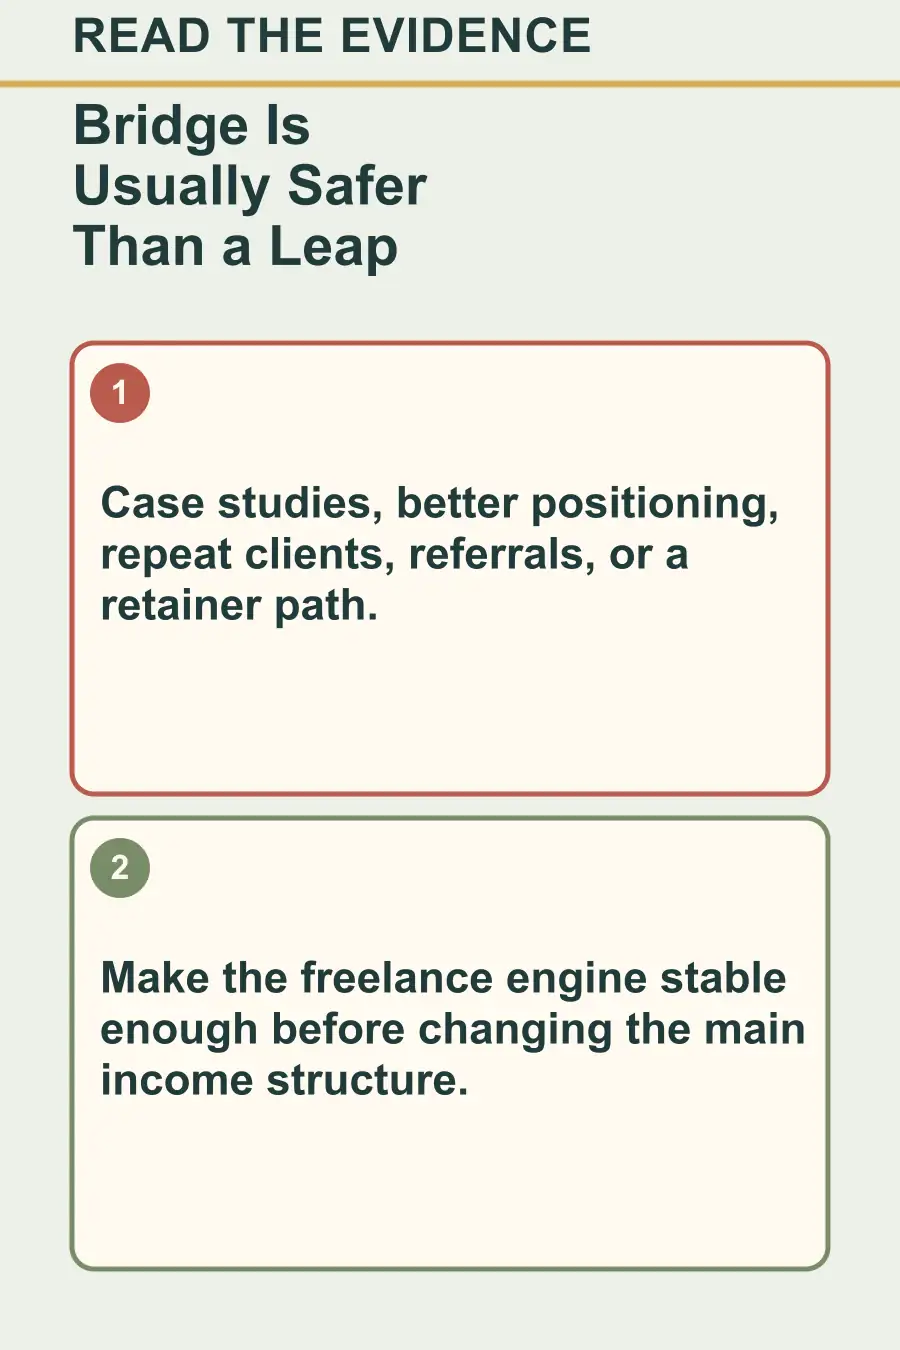 READ THE EVIDENCE
Bridge Is
Usually Safer
Than a Leap
1
Case studies, better positioning,
repeat clients, referrals, or a
retainer path.
2
Make the freelance engine stable
enough before changing the main
income structure.